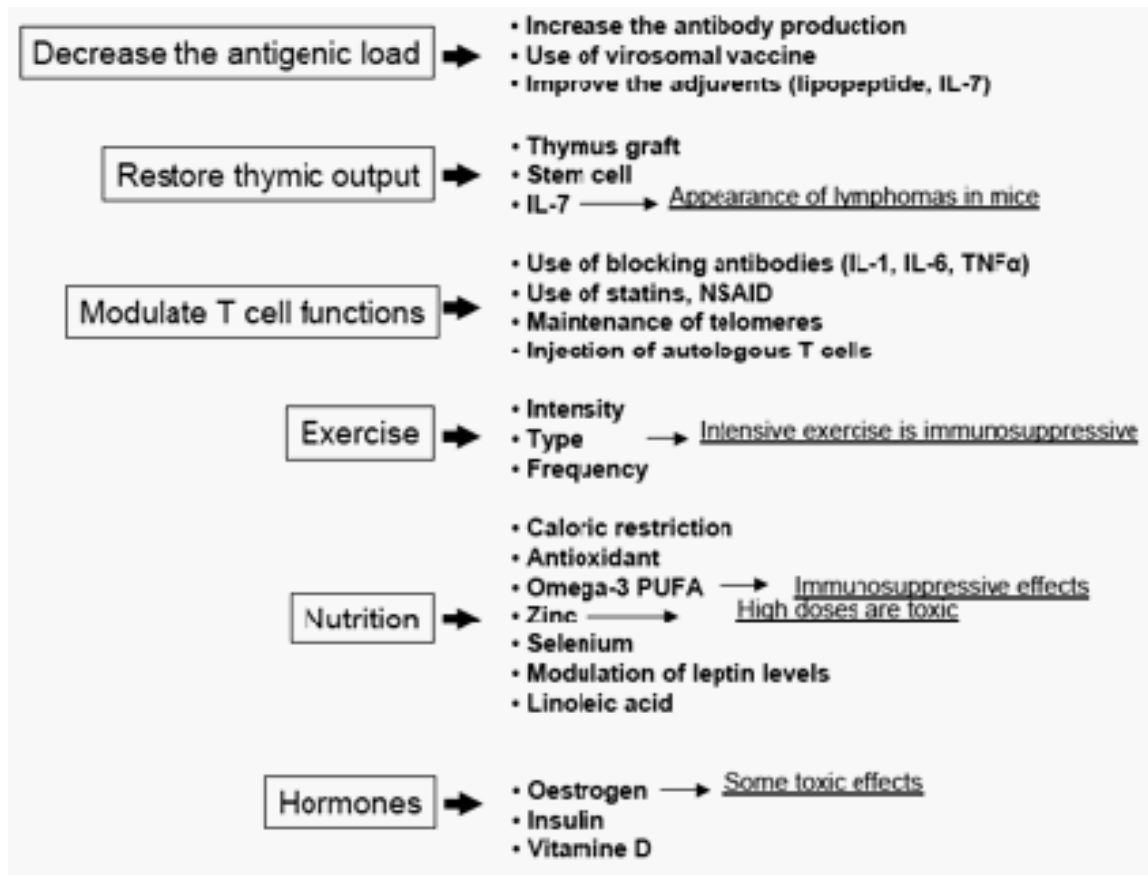 Decrease the antigenic load
• Increase the antibody production
• Use of virosomal vaccine
• Improve the adjuvents (lipopeptide, IL-7)
Restore thymic output
• Thymus graft
• Stem cell
• IL-7
Appearance of lymphomas in mice
Modulate T cell functions
• Use of blocking antibodies (IL-1, IL-6, TNFα)
• Use of statins, NSAID
• Maintenance of telomeres
• Injection of autologous T cells
Exercise
• Intensity
• Type
• Frequency
Intensive exercise is immunosuppressive
Nutrition
• Caloric restriction
• Antioxidant
• Omega-3 PUFA
Immunosuppressive effects
• Zinc
High doses are toxic
• Selenium
• Modulation of leptin levels
• Linoleic acid
Hormones
• Oestrogen
Some toxic effects
• Insulin
• Vitamine D